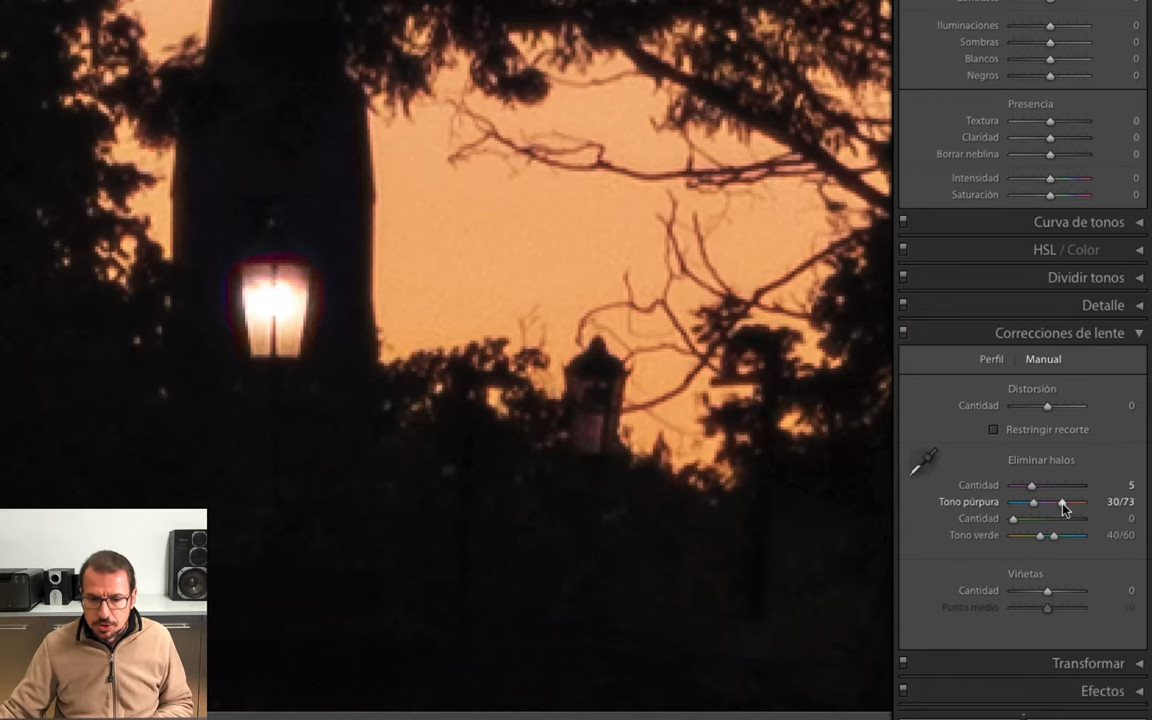 Contraste
Iluminaciones 0
Sombras 0
Blancos 0
Negros 0
Presencia
Textura 0
Claridad 0
Borrar neblina 0
Intensidad 0
Saturación 0
Curva de tonos
HSL / Color
Dividir tonos
Detalle
Correcciones de lente
Perfil Manual
Distorsión
Cantidad 0
Restringir recorte
Eliminar halos
Cantidad 5
Tono púrpura 30/73
Cantidad 0
Tono verde 40/60
Viñetas
Cantidad 0
Punto medio 50
Transformar
Efectos